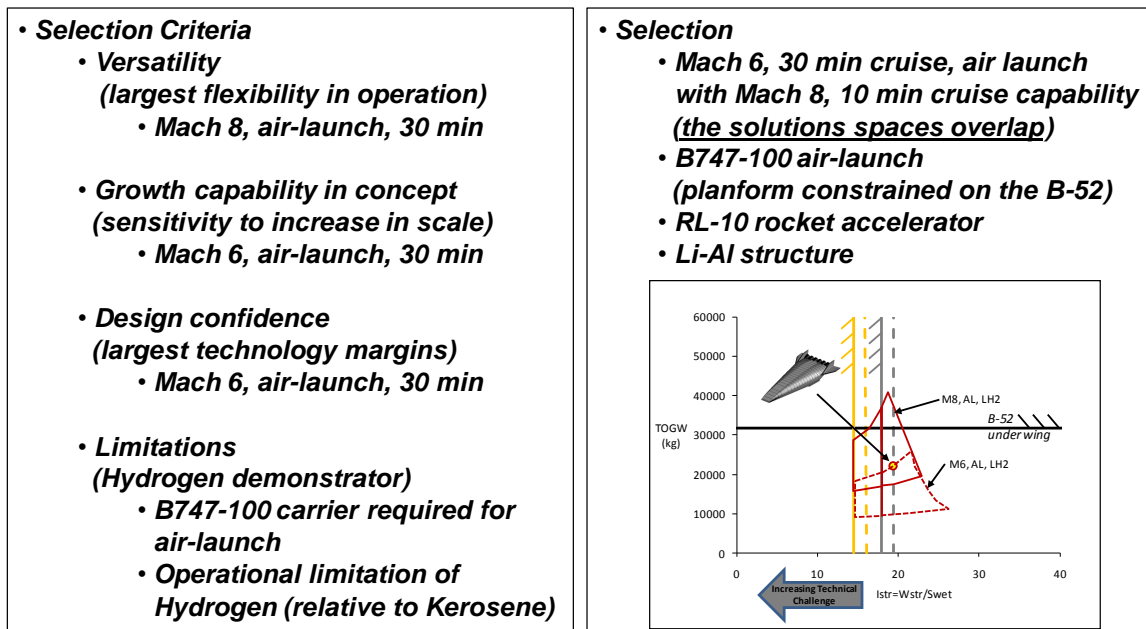 • Selection Criteria
• Versatility
(largest flexibility in operation)
• Mach 8, air-launch, 30 min
• Growth capability in concept
(sensitivity to increase in scale)
• Mach 6, air-launch, 30 min
• Design confidence
(largest technology margins)
• Mach 6, air-launch, 30 min
• Limitations
(Hydrogen demonstrator)
• B747-100 carrier required for
air-launch
• Operational limitation of
Hydrogen (relative to Kerosene)
• Selection
• Mach 6, 30 min cruise, air launch
with Mach 8, 10 min cruise capability
(the solutions spaces overlap)
• B747-100 air-launch
(planform constrained on the B-52)
• RL-10 rocket accelerator
• Li-Al structure
60000
50000
40000
30000
20000
10000
0
TOGW
(kg)
M8, AL, LH2
B-52
under wing
M6, AL, LH2
0 10 20 30 40
Increasing Technical
Challenge
Istr=Wstr/Swet